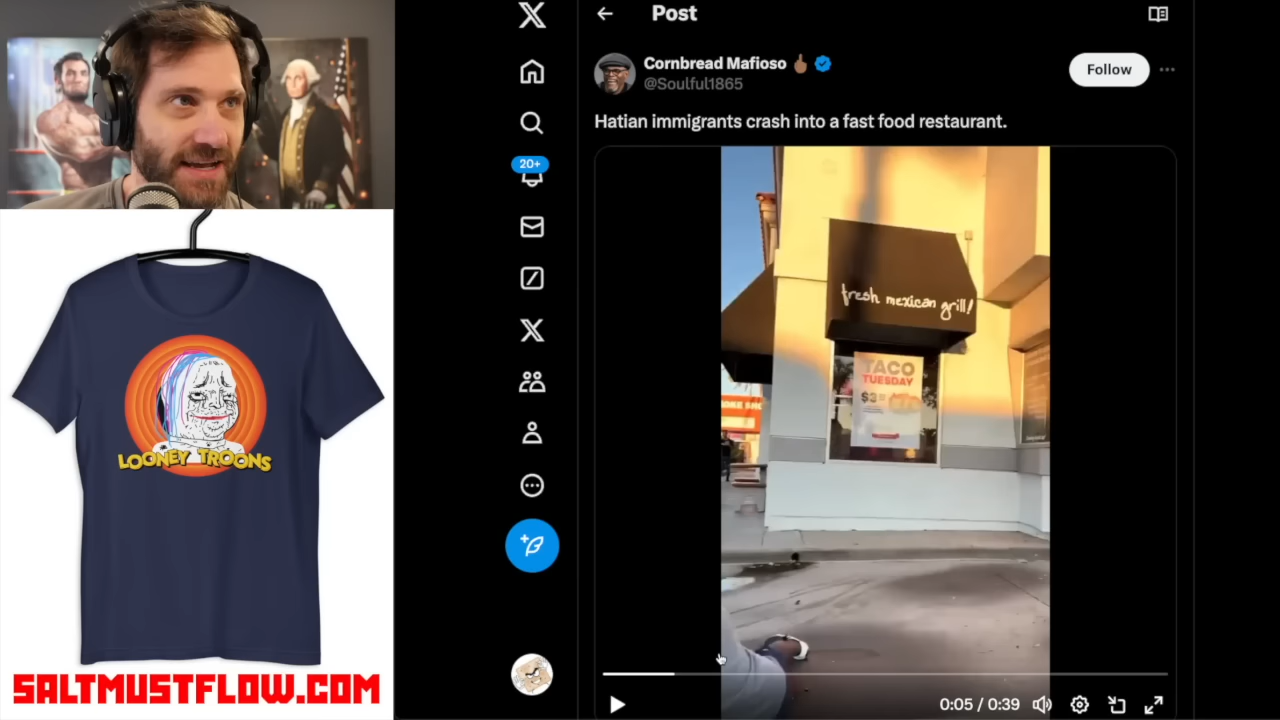 Post
Cornbread Mafioso
@Soulful1865
Follow
Hatian immigrants crash into a fast food restaurant.
20+
fresh mexican grill!
TACO
TUESDAY
$3
LOONEY TROONS
SALTMUSTFLOW.COM
0:05 / 0:39